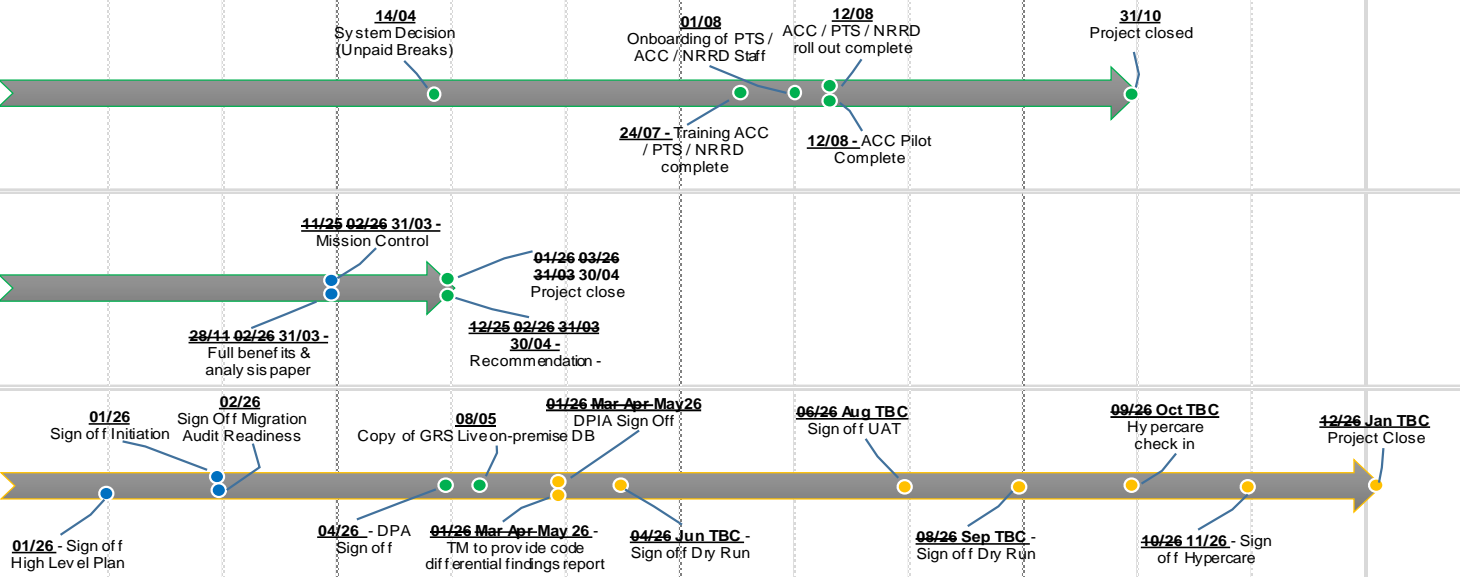 14/04
System Decision
(Unpaid Breaks)
01/08
Onboarding of PTS /
ACC / NRRD Staff
12/08
ACC / PTS / NRRD
roll out complete
31/10
Project closed
24/07 - Training ACC
/ PTS / NRRD
complete
12/08 - ACC Pilot
Complete
11/25 02/26 31/03 -
Mission Control
01/26 03/26
31/03 30/04
Project close
28/11 02/26 31/03 -
Full benefits &
analysis paper
12/25 02/26 31/03
30/04 -
Recommendation -
01/26
Sign off Initiation
02/26
Sign Off Migration
Audit Readiness
08/05
Copy of GRS Live on-premise DB
01/26 Mar Apr May26
DPIA Sign Off
06/26 Aug TBC
Sign off UAT
09/26 Oct TBC
Hypercare
check in
12/26 Jan TBC
Project Close
01/26 - Sign off
High Level Plan
04/26 - DPA
Sign off
01/26 Mar Apr May 26 -
TM to provide code
differential findings report
04/26 Jun TBC -
Sign off Dry Run
08/26 Sep TBC -
Sign off Dry Run
10/26 11/26 - Sign
off Hypercare